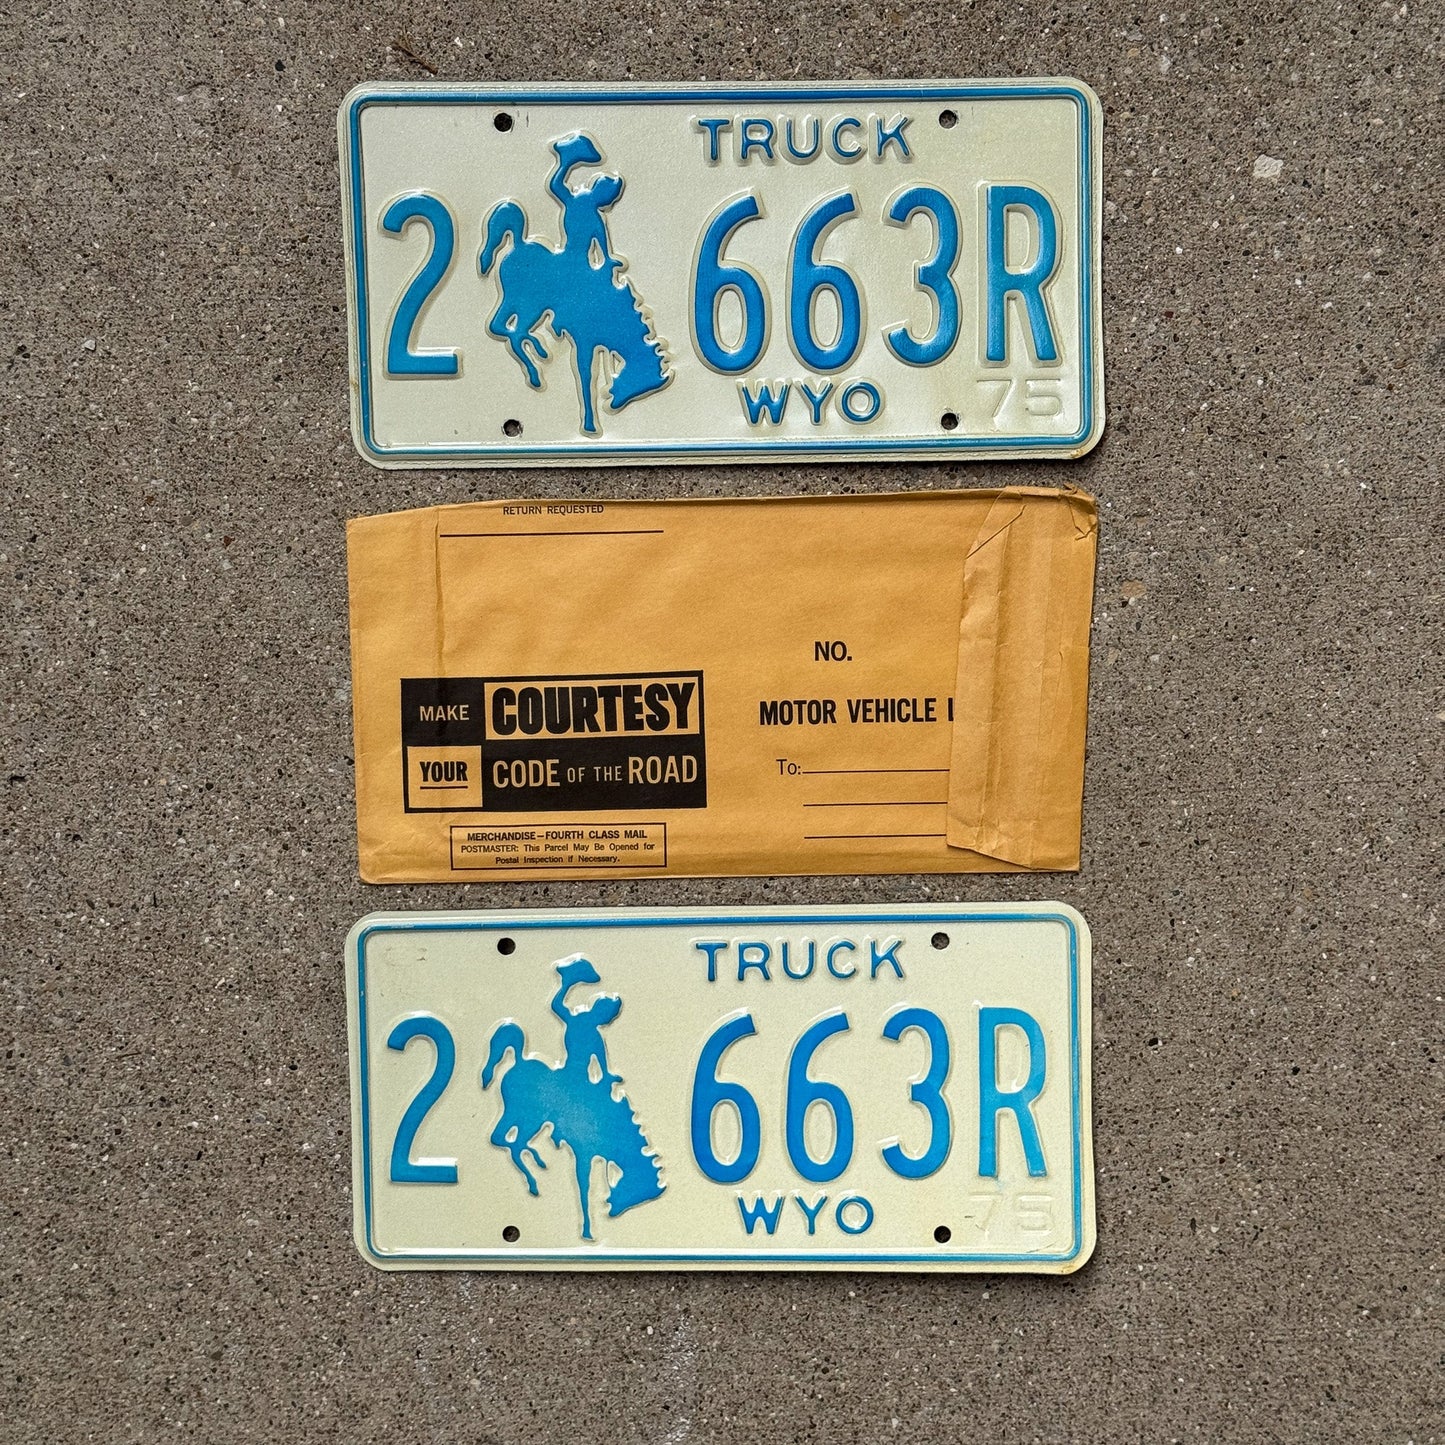 TRUCK
2 663R
WYO 75
RETURN REQUESTED
NO.
MAKE COURTESY
YOUR CODE OF THE ROAD
MOTOR VEHICLE
To:
MERCHANDISE—FOURTH CLASS MAIL
POSTMASTER: This Parcel May Be Opened for
Postal Inspection if Necessary.
TRUCK
2 663R
WYO 75